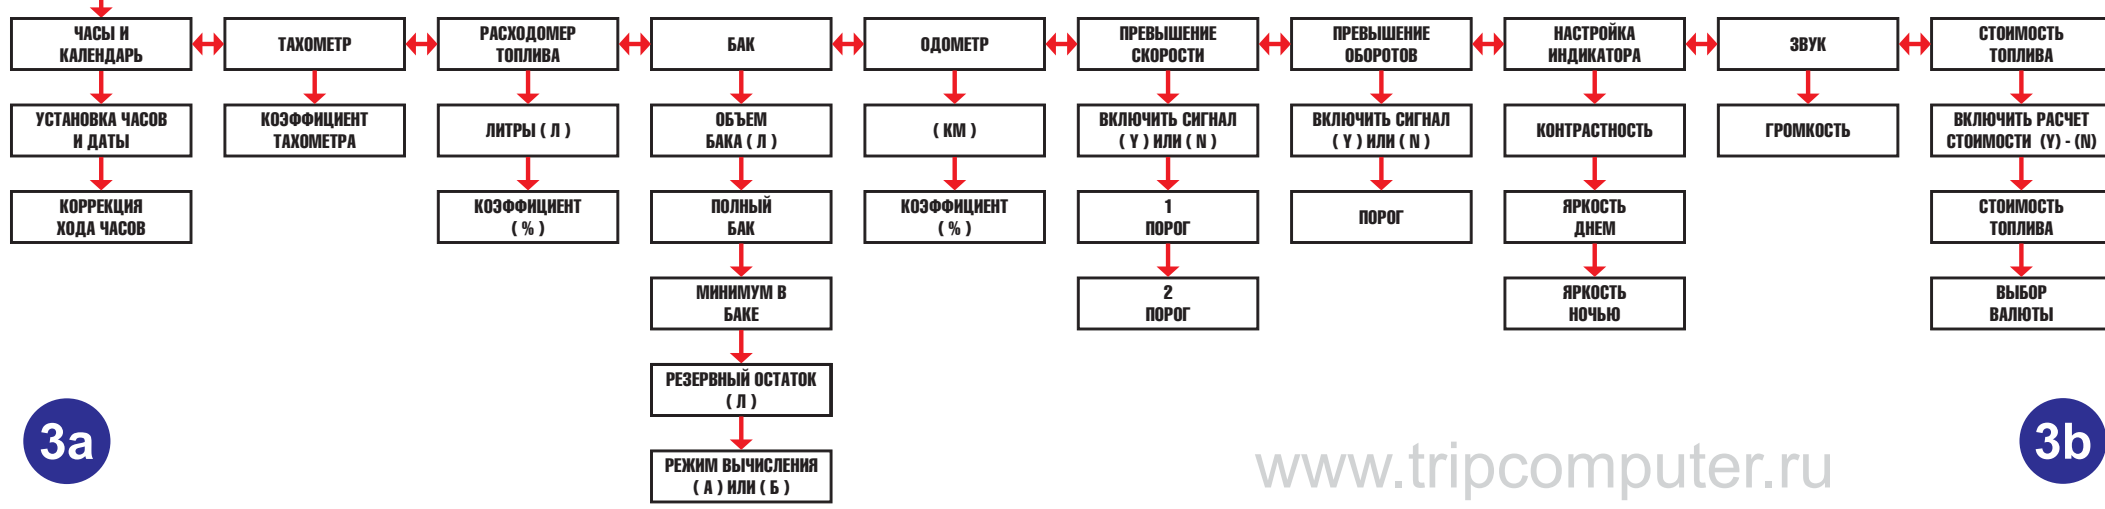 ЧАСЫ И
КАЛЕНДАРЬ
ТАХОМЕТР
РАСХОДОМЕР
ТОПЛИВА
БАК
ОДОМЕТР
ПРЕВЫШЕНИЕ
СКОРОСТИ
ПРЕВЫШЕНИЕ
ОБОРОТОВ
НАСТРОЙКА
ИНДИКАТОРА
ЗВУК
СТОИМОСТЬ
ТОПЛИВА
УСТАНОВКА ЧАСОВ
И ДАТЫ
КОЭФФИЦИЕНТ
ТАХОМЕТРА
ЛИТРЫ ( Л )
ОБЪЕМ
БАКА ( Л )
( КМ )
ВКЛЮЧИТЬ СИГНАЛ
( Y ) ИЛИ ( N )
ВКЛЮЧИТЬ СИГНАЛ
( Y ) ИЛИ ( N )
КОНТРАСТНОСТЬ
ГРОМКОСТЬ
ВКЛЮЧИТЬ РАСЧЕТ
СТОИМОСТИ (Y) - (N)
КОРРЕКЦИЯ
ХОДА ЧАСОВ
КОЭФФИЦИЕНТ
( % )
ПОЛНЫЙ
БАК
КОЭФФИЦИЕНТ
( % )
1
ПОРОГ
ПОРОГ
ЯРКОСТЬ
ДНЕМ
СТОИМОСТЬ
ТОПЛИВА
МИНИМУМ В
БАКЕ
2
ПОРОГ
ЯРКОСТЬ
НОЧЬЮ
ВЫБОР
ВАЛЮТЫ
РЕЗЕРВНЫЙ ОСТАТОК
( Л )
РЕЖИМ ВЫЧИСЛЕНИЯ
( А ) ИЛИ ( Б )
3a
www.tripcomputer.ru
3b